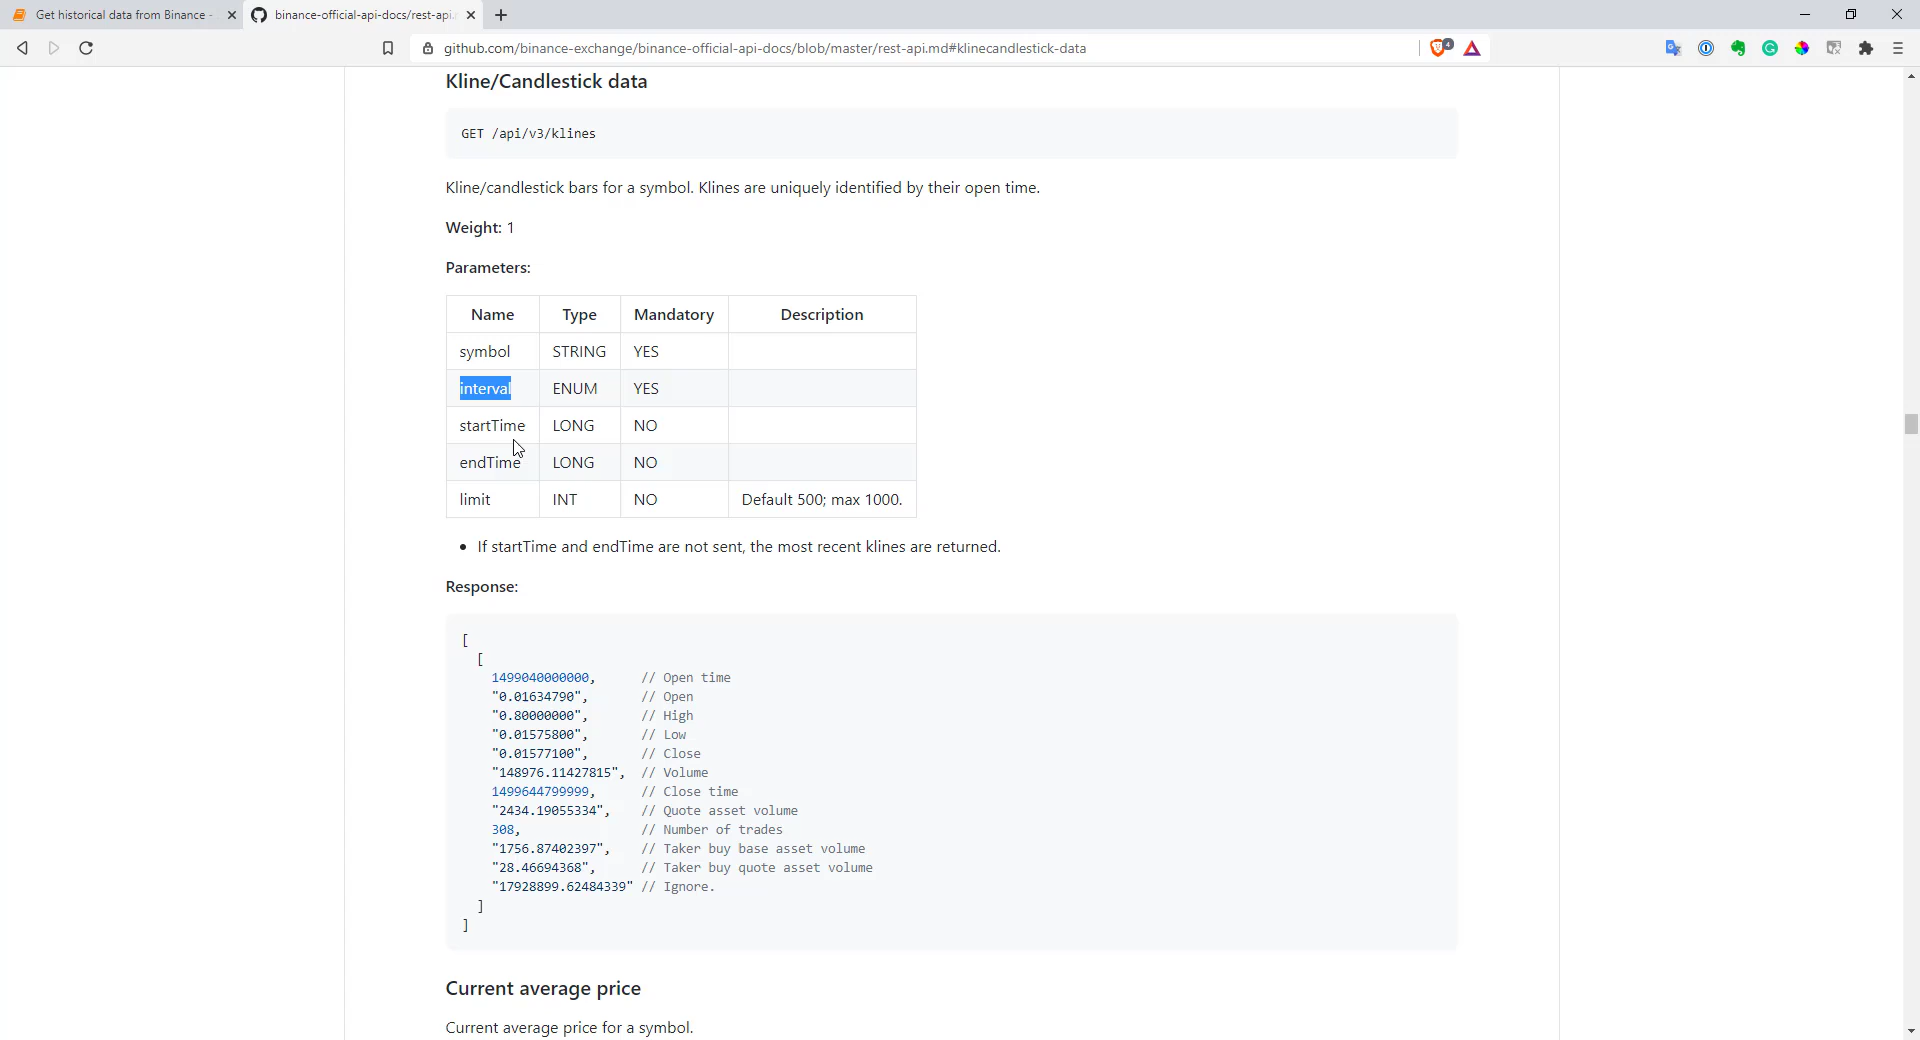 Get historical data from Binance -
binance-official-api-docs/rest-api.
github.com/binance-exchange/binance-official-api-docs/blob/master/rest-api.md#klinecandlestick-data
4
Kline/Candlestick data
GET /api/v3/klines
Kline/candlestick bars for a symbol. Klines are uniquely identified by their open time.
Weight: 1
Parameters:
Name Type Mandatory Description
symbol STRING YES
interval ENUM YES
startTime LONG NO
endTime LONG NO
limit INT NO Default 500; max 1000.
• If startTime and endTime are not sent, the most recent klines are returned.
Response:
[
[
1499040000000, // Open time
"0.01634790", // Open
"0.80000000", // High
"0.01575800", // Low
"0.01577100", // Close
"148976.11427815", // Volume
1499644799999, // Close time
"2434.19055334", // Quote asset volume
308, // Number of trades
"1756.87402397", // Taker buy base asset volume
"28.46694368", // Taker buy quote asset volume
"17928899.62484339" // Ignore.
]
]
Current average price
Current average price for a symbol.